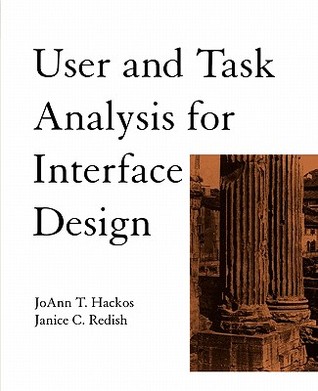 User and Task
Analysis for
Interface
Design
JoAnn T. Hackos
Janice C. Redish